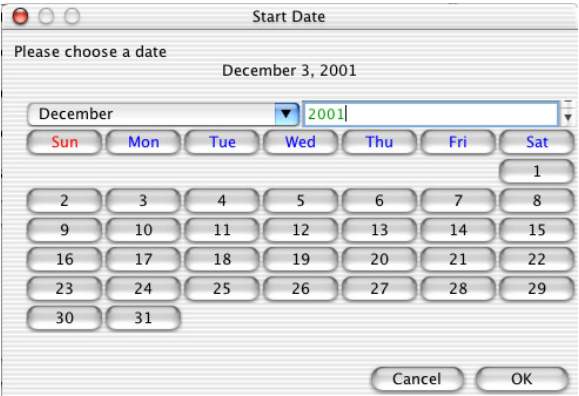 Start Date
Please choose a date
December 3, 2001
December 2001
Sun Mon Tue Wed Thu Fri Sat
1
2 3 4 5 6 7 8
9 10 11 12 13 14 15
16 17 18 19 20 21 22
23 24 25 26 27 28 29
30 31
Cancel OK